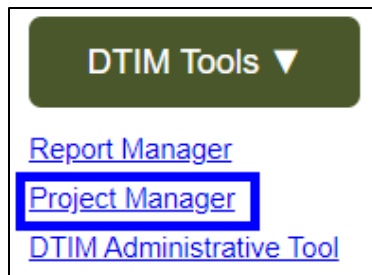 DTIM Tools ▼
Report Manager
Project Manager
DTIM Administrative Tool